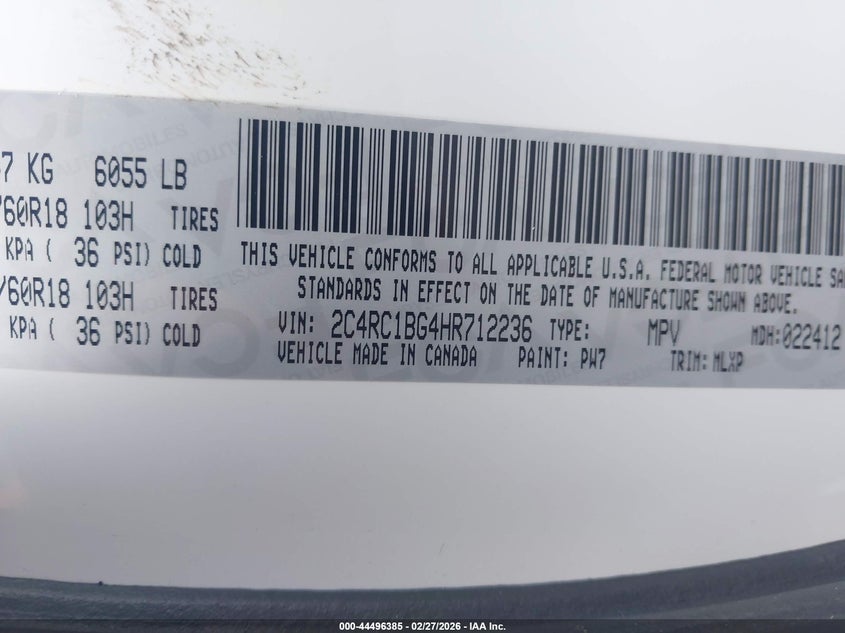 7 KG 6055 LB
/60R18 103H TIRES
KPA ( 36 PSI) COLD
/60R18 103H TIRES
KPA ( 36 PSI) COLD
THIS VEHICLE CONFORMS TO ALL APPLICABLE U.S.A. FEDERAL MOTOR VEHICLE SA
STANDARDS IN EFFECT ON THE DATE OF MANUFACTURE SHOWN ABOVE.
VIN: 2C4RC1BG4HR712236 TYPE: MPV MDH: 022412
VEHICLE MADE IN CANADA PAINT: PW7 TRIM: MLXP
000-44496385 | 02/27/2026 | IAA Inc.